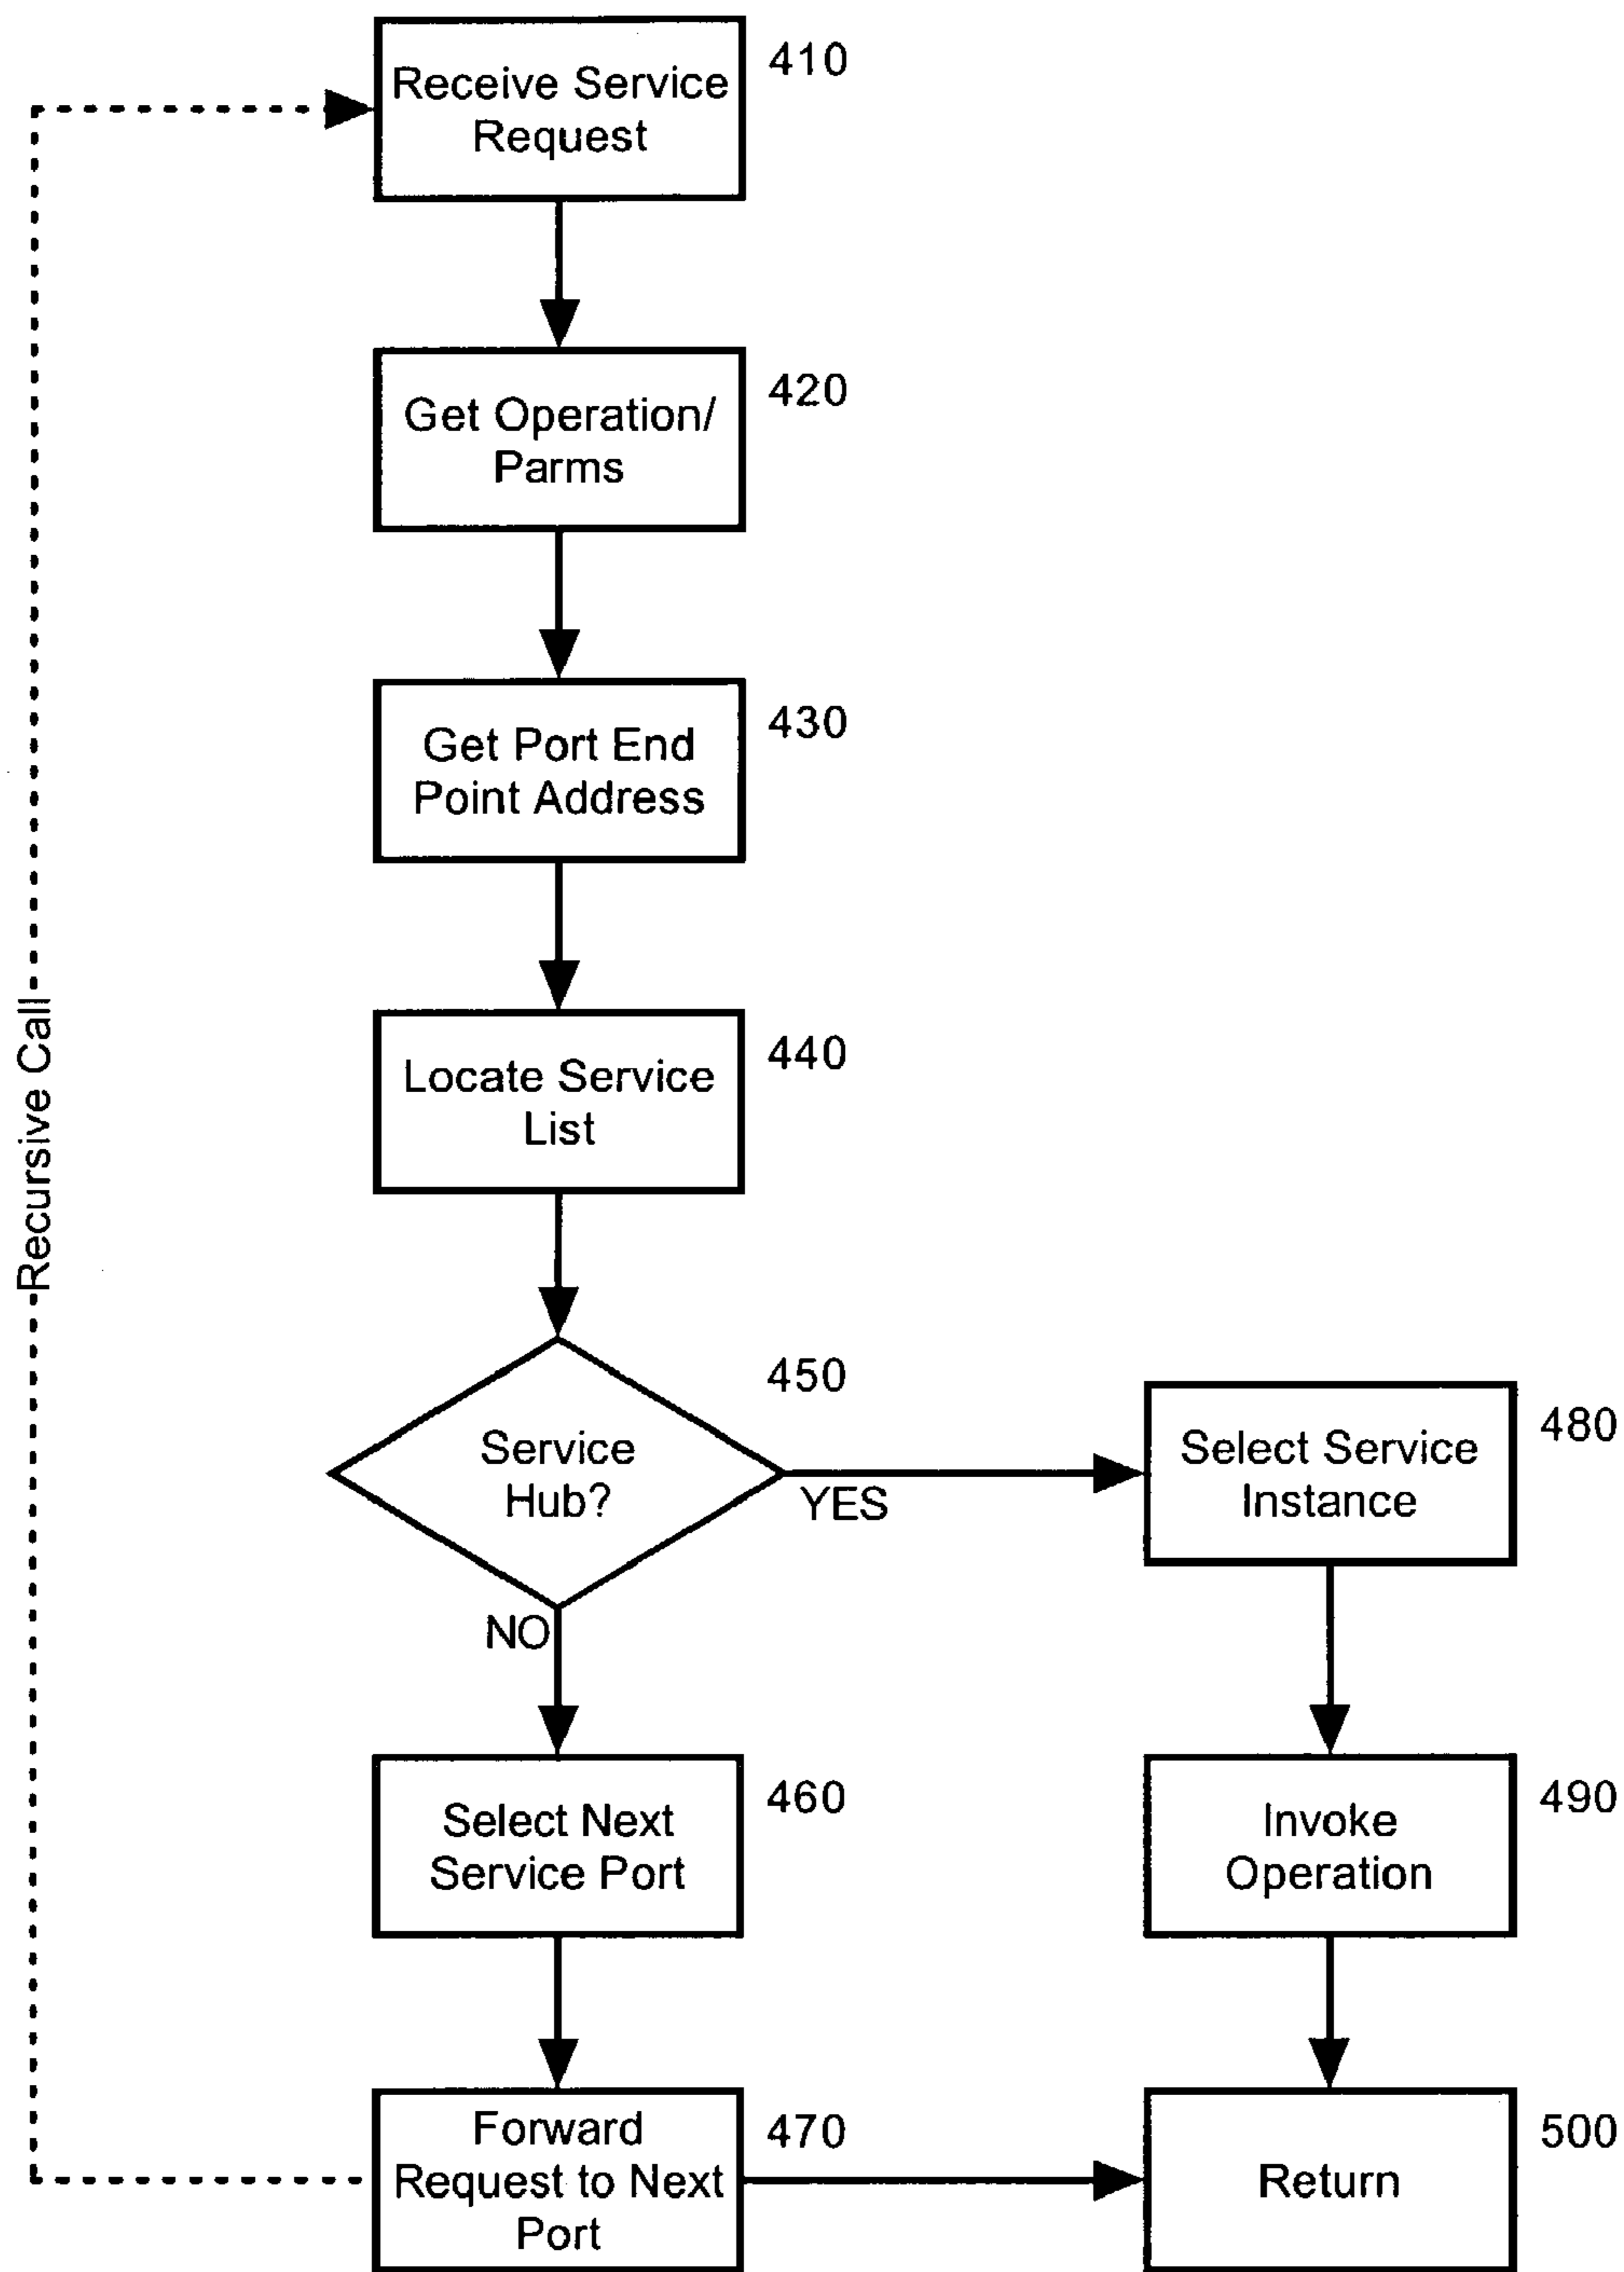 Receive Service
Request
410
Get Operation/
Parms
420
Get Port End
Point Address
430
Locate Service
List
440
Recursive Call
Service
Hub?
450
YES
NO
Select Service
Instance
480
Select Next
Service Port
460
Invoke
Operation
490
Forward
Request to Next
Port
470
Return
500